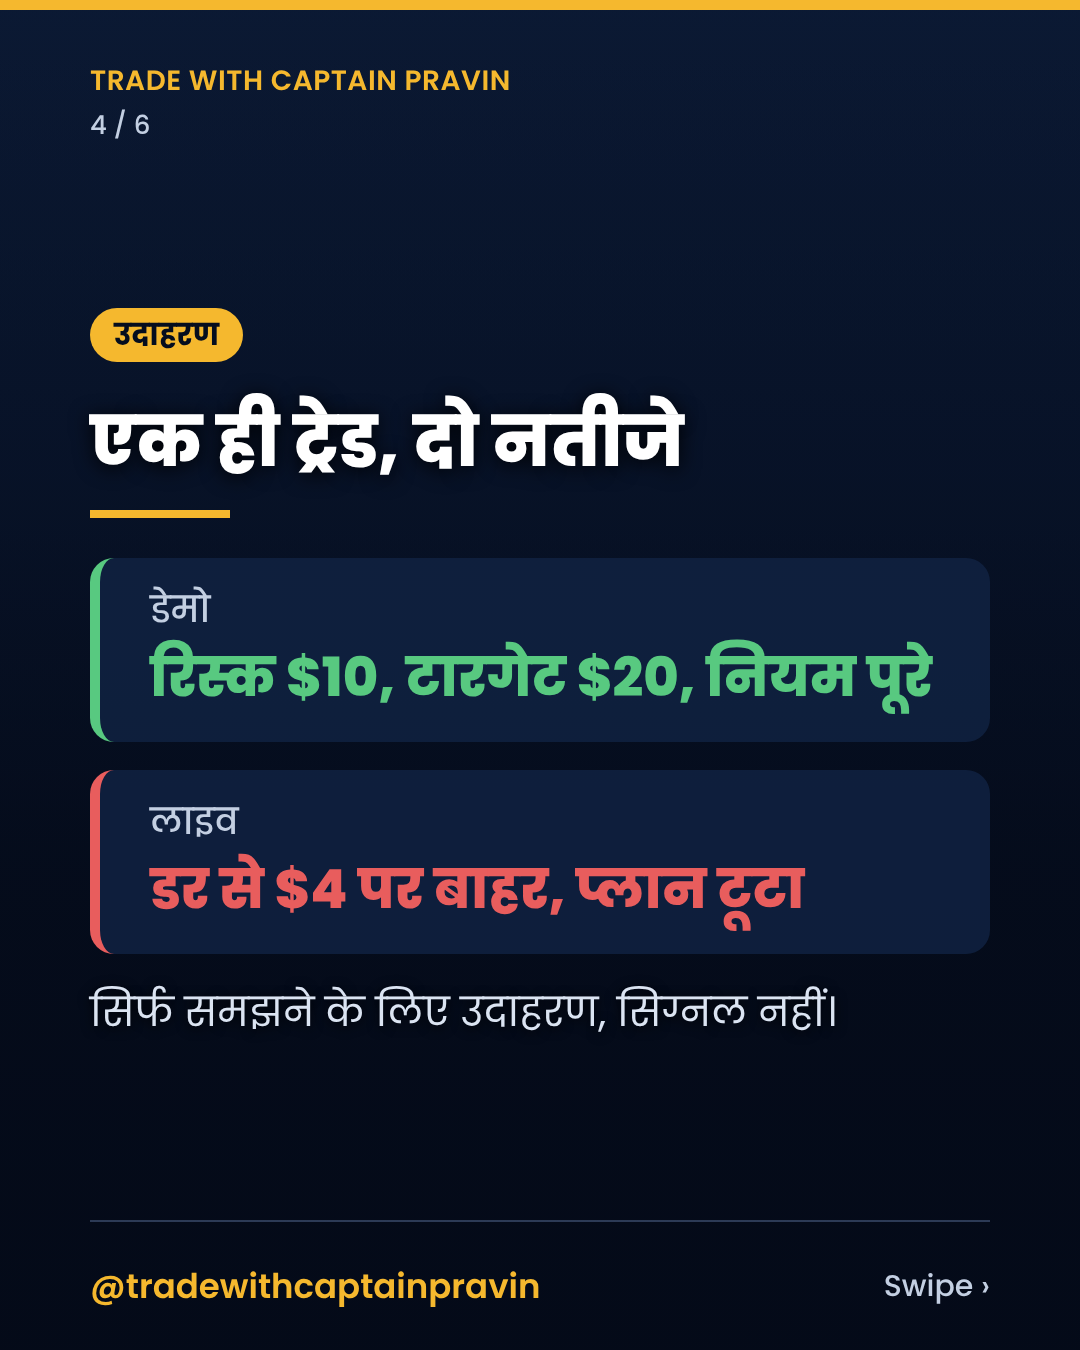 TRADE WITH CAPTAIN PRAVIN
4 / 6
उदाहरण
एक ही ट्रेड, दो नतीजे
डेमो
रिस्क $10, टारगेट $20, नियम पूरे
लाइव
डर से $4 पर बाहर, प्लान टूटा
सिर्फ समझने के लिए उदाहरण, सिग्नल नहीं।
@tradewithcaptainpravin
Swipe ›